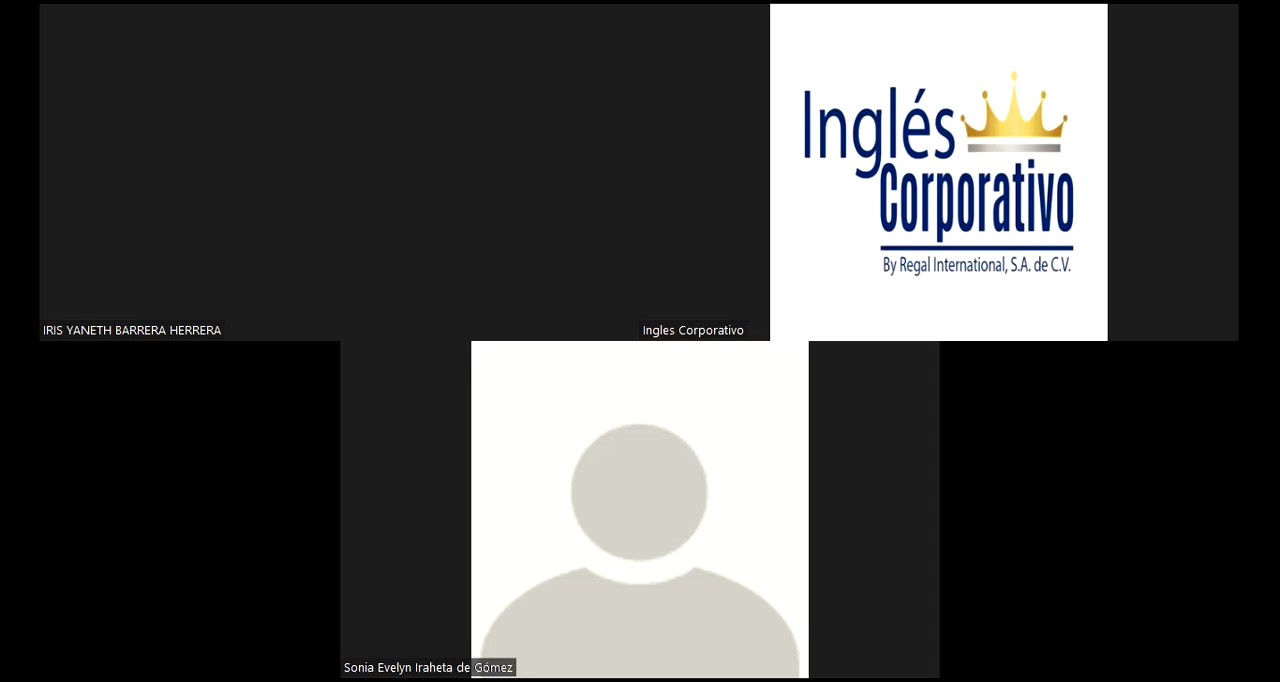 Inglés
Corporativo
By Regal International, S.A. de C.V.
IRIS YANETH BARRERA HERRERA
Ingles Corporativo
Sonia Evelyn Iraheta de Gómez